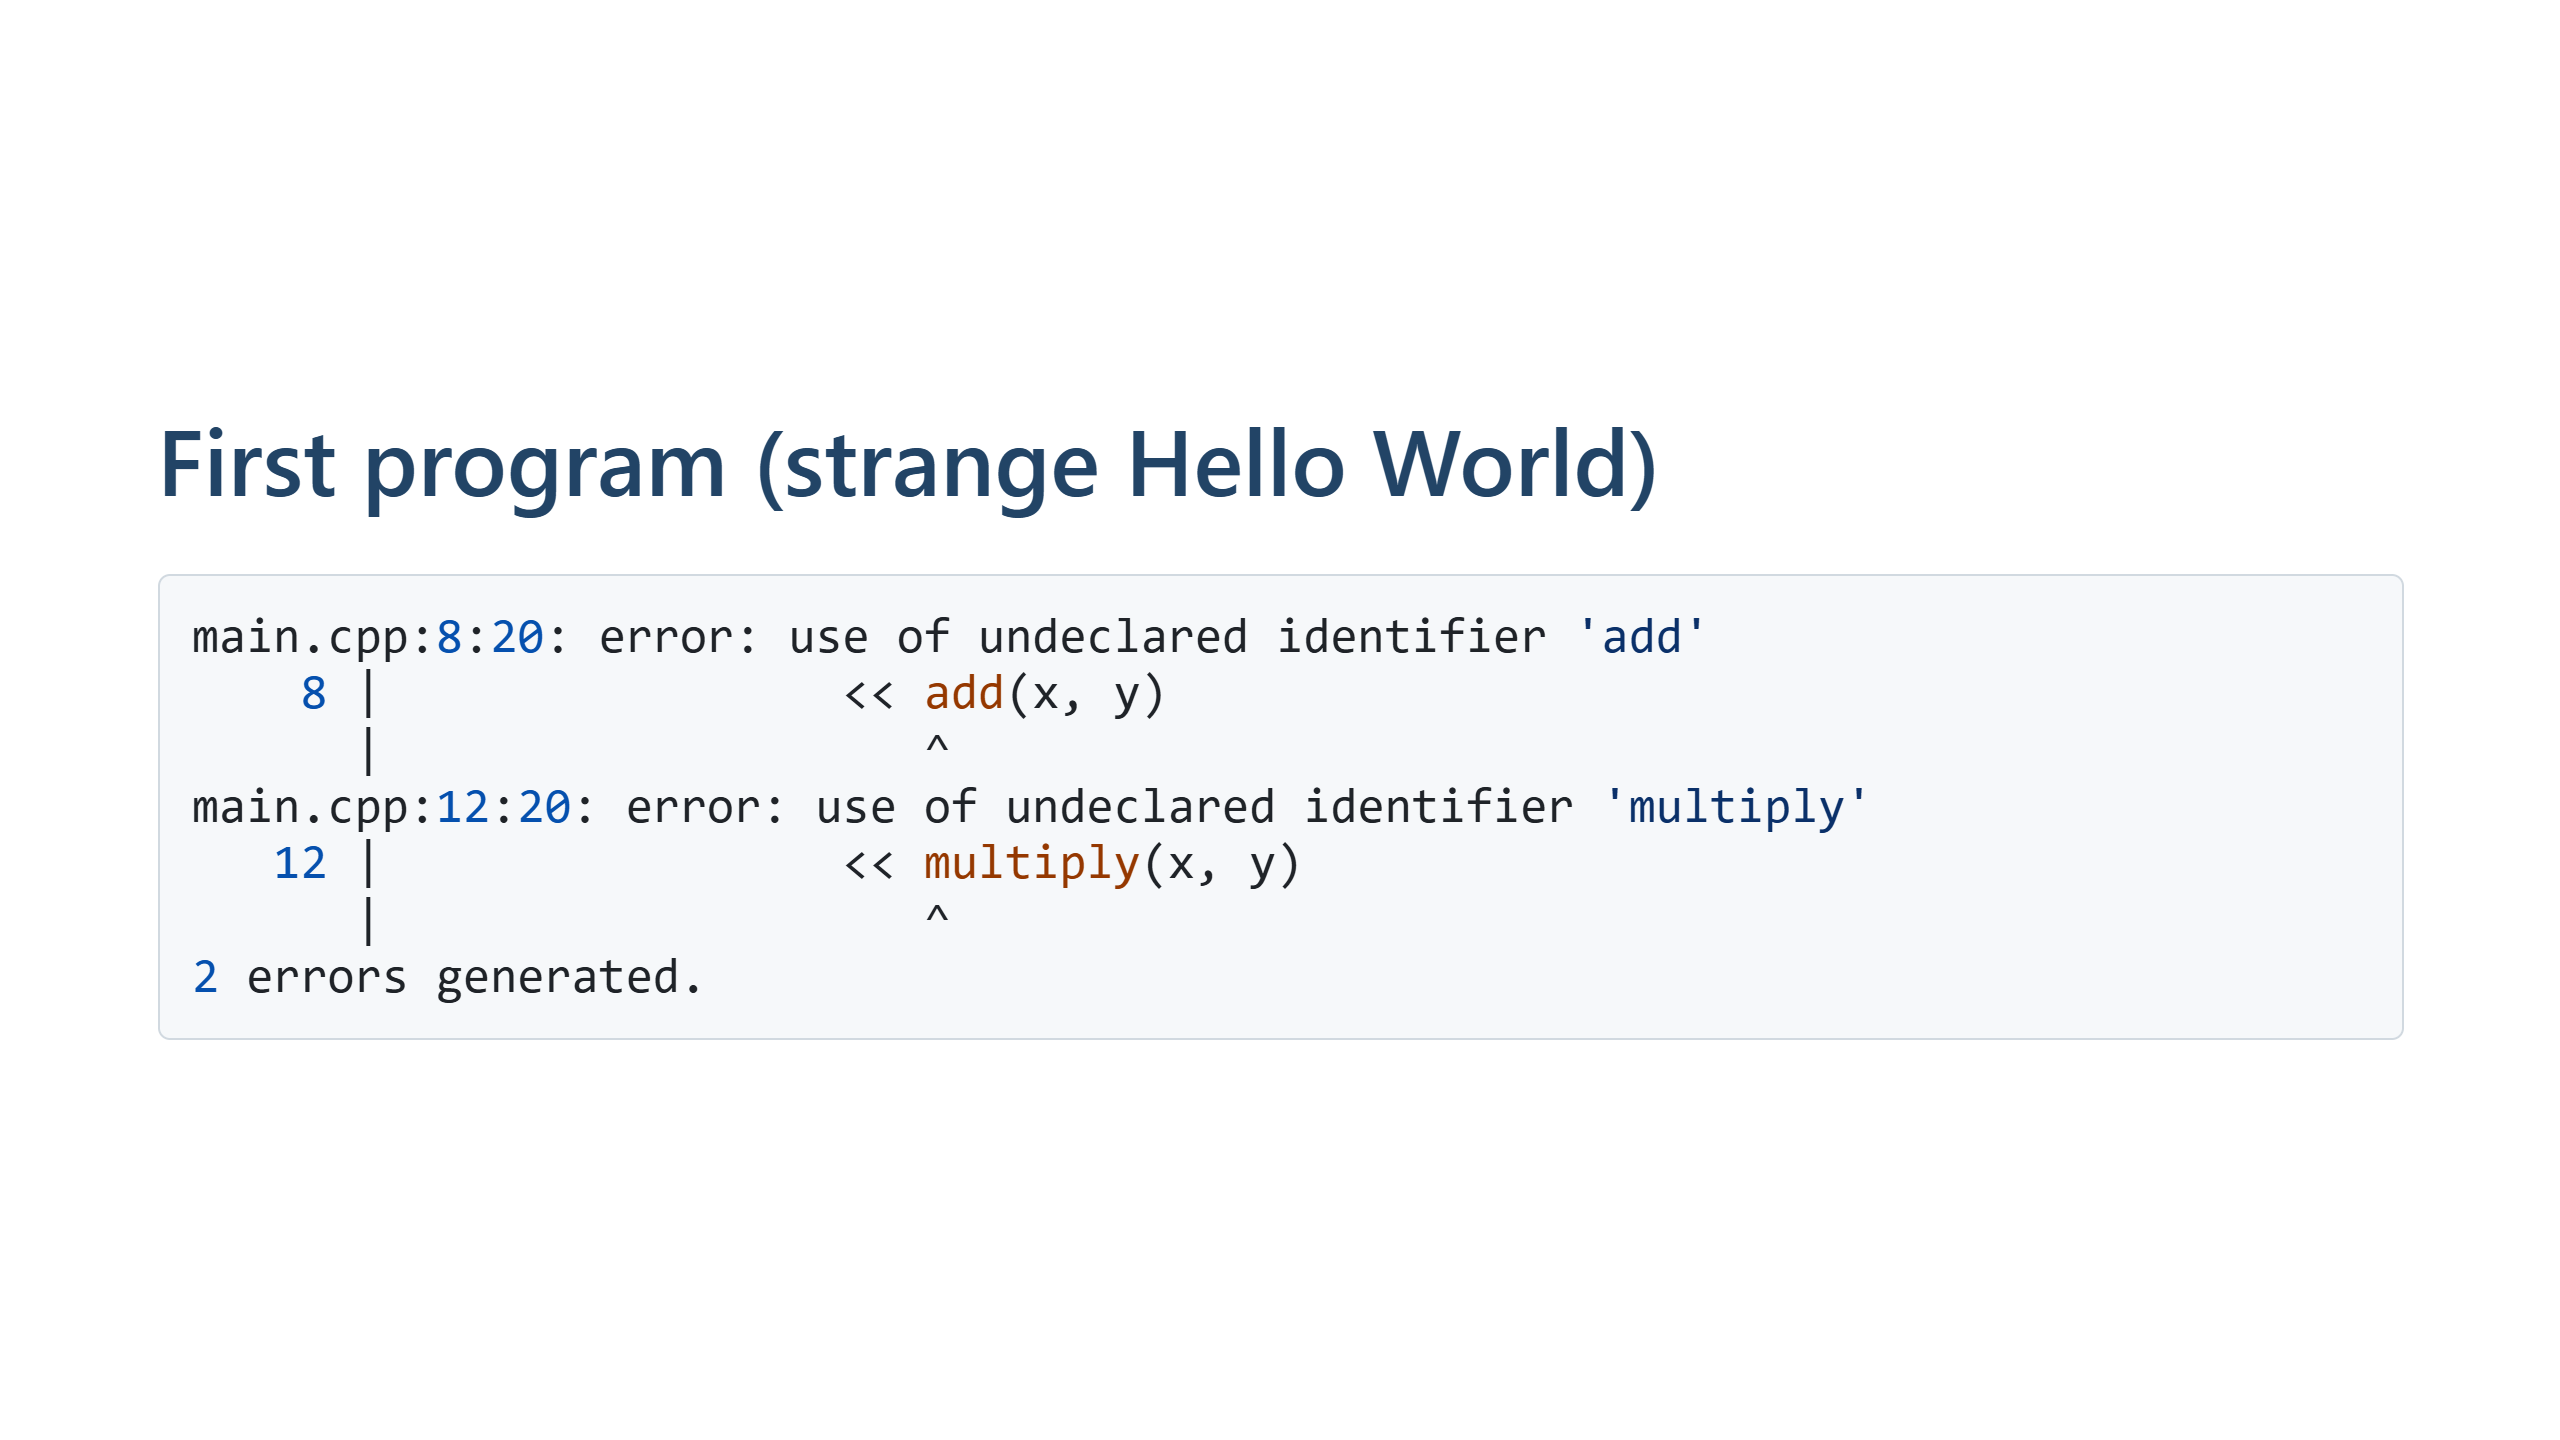 First program (strange Hello World)
main.cpp:8:20: error: use of undeclared identifier 'add'
    8 |                 << add(x, y)
      |                    ^
main.cpp:12:20: error: use of undeclared identifier 'multiply'
   12 |                 << multiply(x, y)
      |                    ^
2 errors generated.